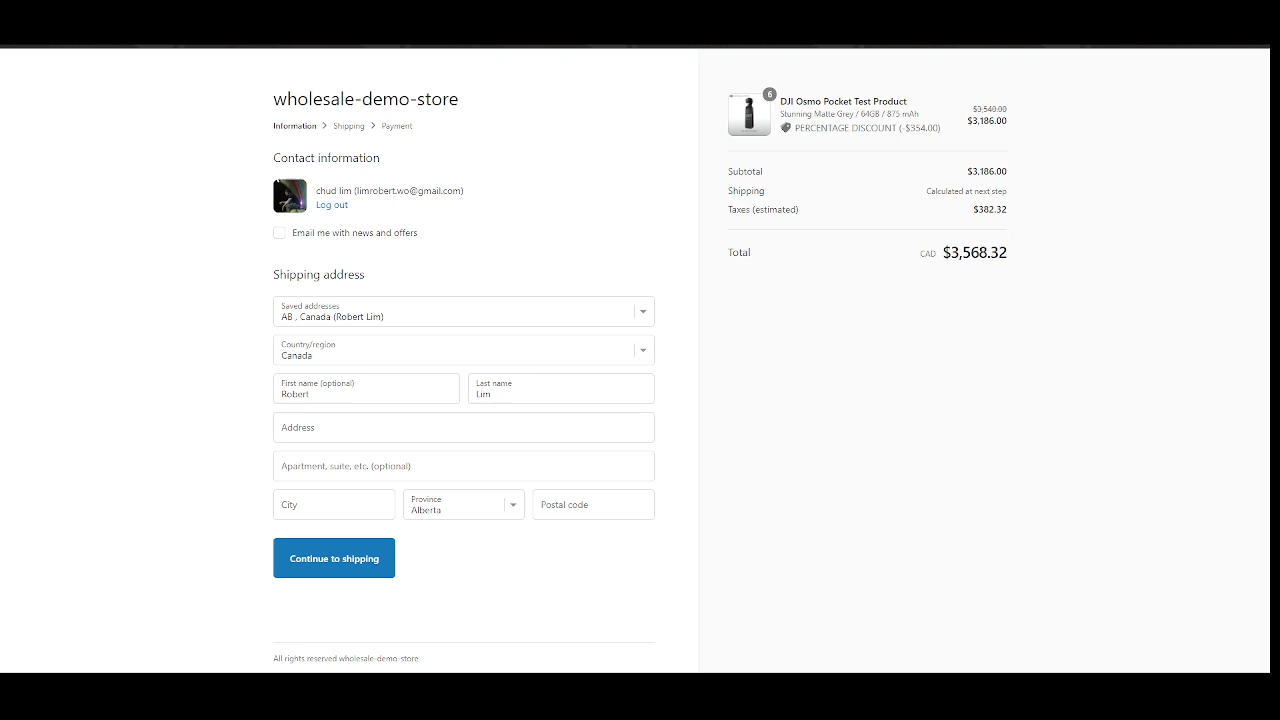 wholesale-demo-store
Information > Shipping > Payment
Contact information
chud lim (limrobert.wo@gmail.com)
Log out
Email me with news and offers
Shipping address
Saved addresses
AB , Canada (Robert Lim)
Country/region
Canada
First name (optional)
Robert
Last name
Lim
Address
Apartment, suite, etc. (optional)
City
Province
Alberta
Postal code
Continue to shipping
All rights reserved wholesale-demo-store
6
DJI Osmo Pocket Test Product
Stunning Matte Grey / 64GB / 875 mAh
PERCENTAGE DISCOUNT (-$354.00)
$3,540.00
$3,186.00
Subtotal $3,186.00
Shipping Calculated at next step
Taxes (estimated) $382.32
Total CAD $3,568.32